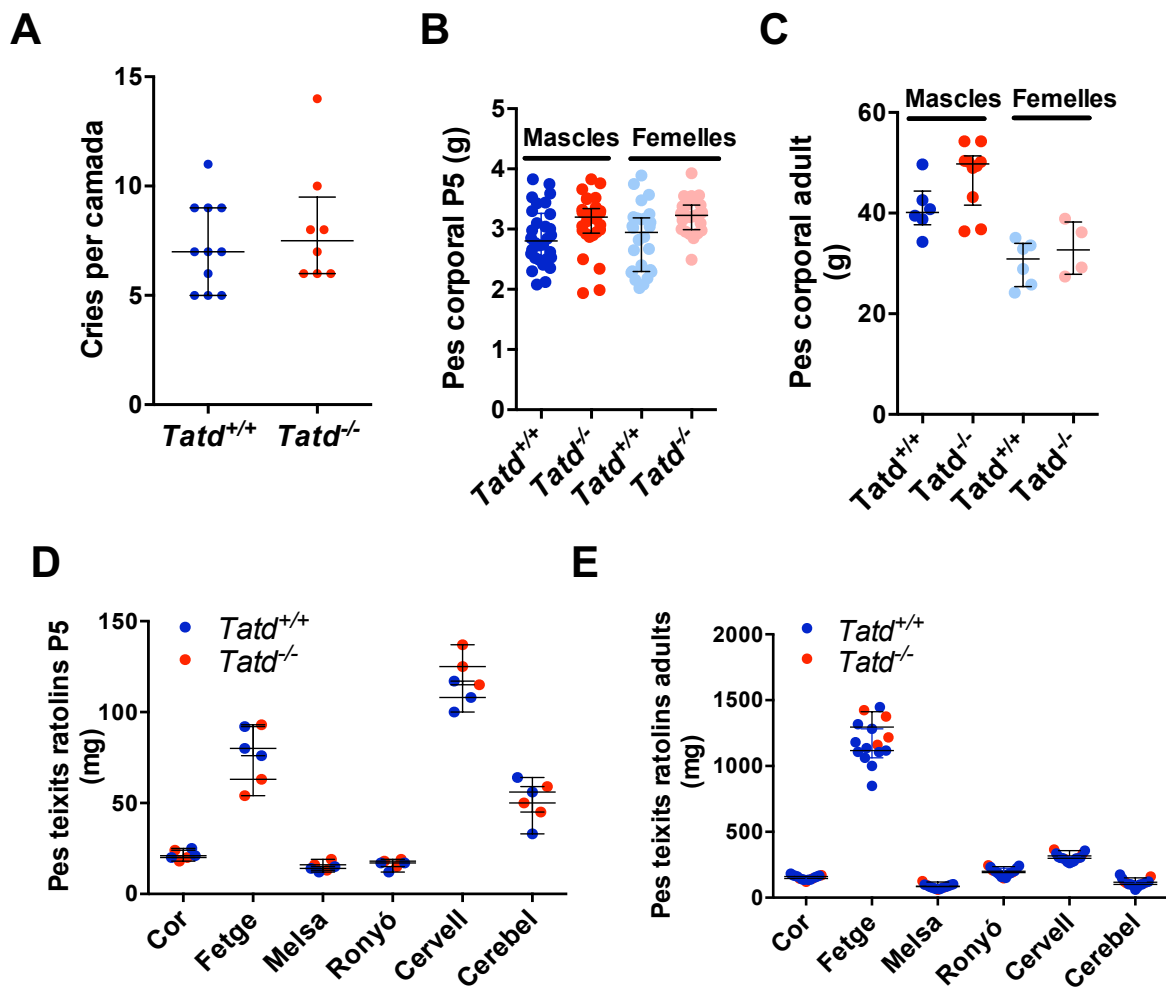 A
Cries per camada
15
10
5
0
Tatd+/+
Tatd-/-
B
Pes corporal P5 (g)
Mascles
Femelles
5
4
3
2
1
0
Tatd+/+
Tatd-/-
Tatd+/+
Tatd-/-
C
Pes corporal adult
(g)
Mascles
Femelles
60
40
20
0
Tatd+/+
Tatd-/-
Tatd+/+
Tatd-/-
D
Pes teixits ratolins P5
(mg)
Tatd+/+
Tatd-/-
150
100
50
0
Cor
Fetge
Melsa
Ronyó
Cervell
Cerebel
E
Pes teixits ratolins adults
(mg)
Tatd+/+
Tatd-/-
2000
1500
1000
500
0
Cor
Fetge
Melsa
Ronyó
Cervell
Cerebel